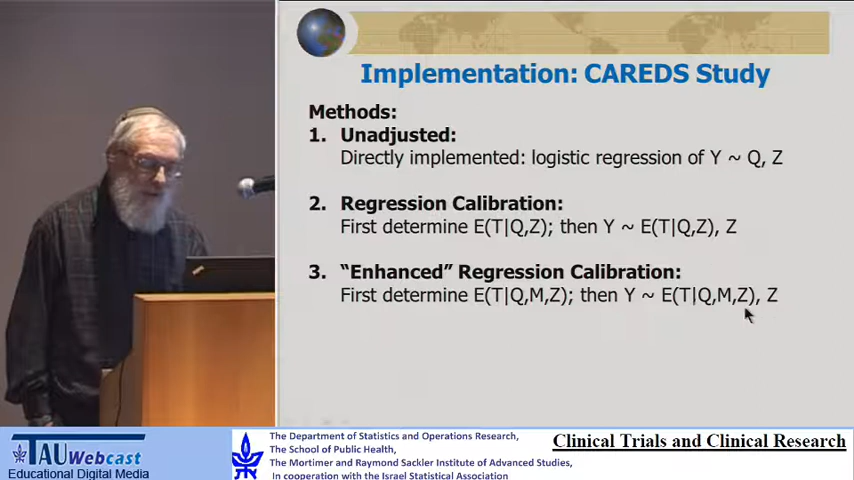 Implementation: CAREDS Study
Methods:
1. Unadjusted:
Directly implemented: logistic regression of Y ~ Q, Z
2. Regression Calibration:
First determine E(T|Q,Z); then Y ~ E(T|Q,Z), Z
3. “Enhanced” Regression Calibration:
First determine E(T|Q,M,Z); then Y ~ E(T|Q,M,Z), Z
TAUWebcast
Educational Digital Media
The Department of Statistics and Operations Research,
The School of Public Health,
The Mortimer and Raymond Sackler Institute of Advanced Studies,
In cooperation with the Israel Statistical Association
Clinical Trials and Clinical Research